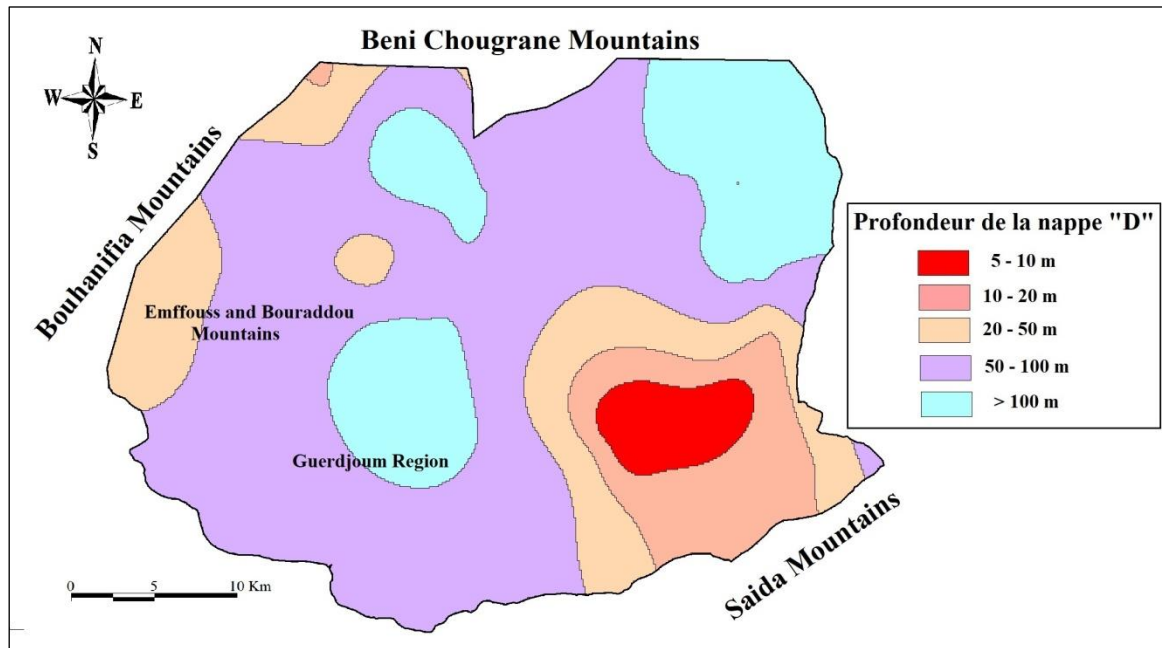 Beni Chougrane Mountains
N
W E
S
Bouhanifia Mountains
Profondeur de la nappe "D"
5 - 10 m
10 - 20 m
20 - 50 m
50 - 100 m
> 100 m
Emffouss and Bouraddou
Mountains
Guerdjoum Region
Saida Mountains
0 5 10 Km